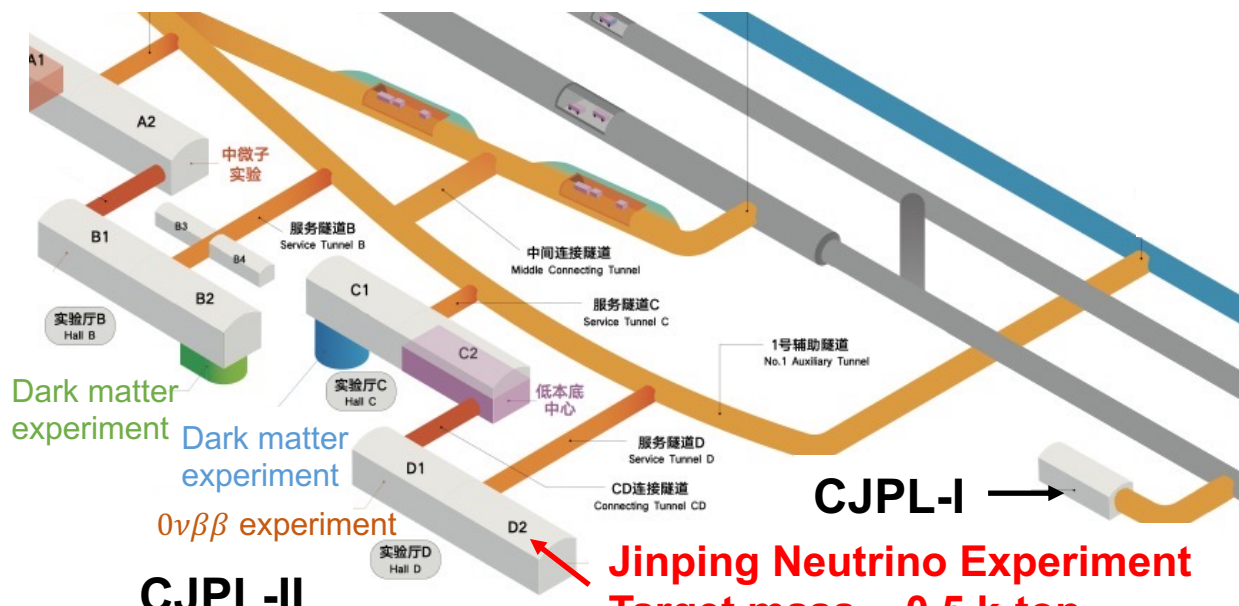 A1
A2
中微子
实验
B1
B3
B4
服务隧道B
Service Tunnel B
中间连接隧道
Middle Connecting Tunnel
B2
C1
服务隧道C
Service Tunnel C
实验厅B
Hall B
C2
1号辅助隧道
No.1 Auxiliary Tunnel
实验厅C
Hall C
低本底
中心
Dark matter
experiment
Dark matter
experiment
服务隧道D
Service Tunnel D
D1
CD连接隧道
Connecting Tunnel CD
CJPL-I
0νββ experiment
D2
实验厅D
Hall D
Jinping Neutrino Experiment
CJPL-II
Target mass 0.5 k-ton